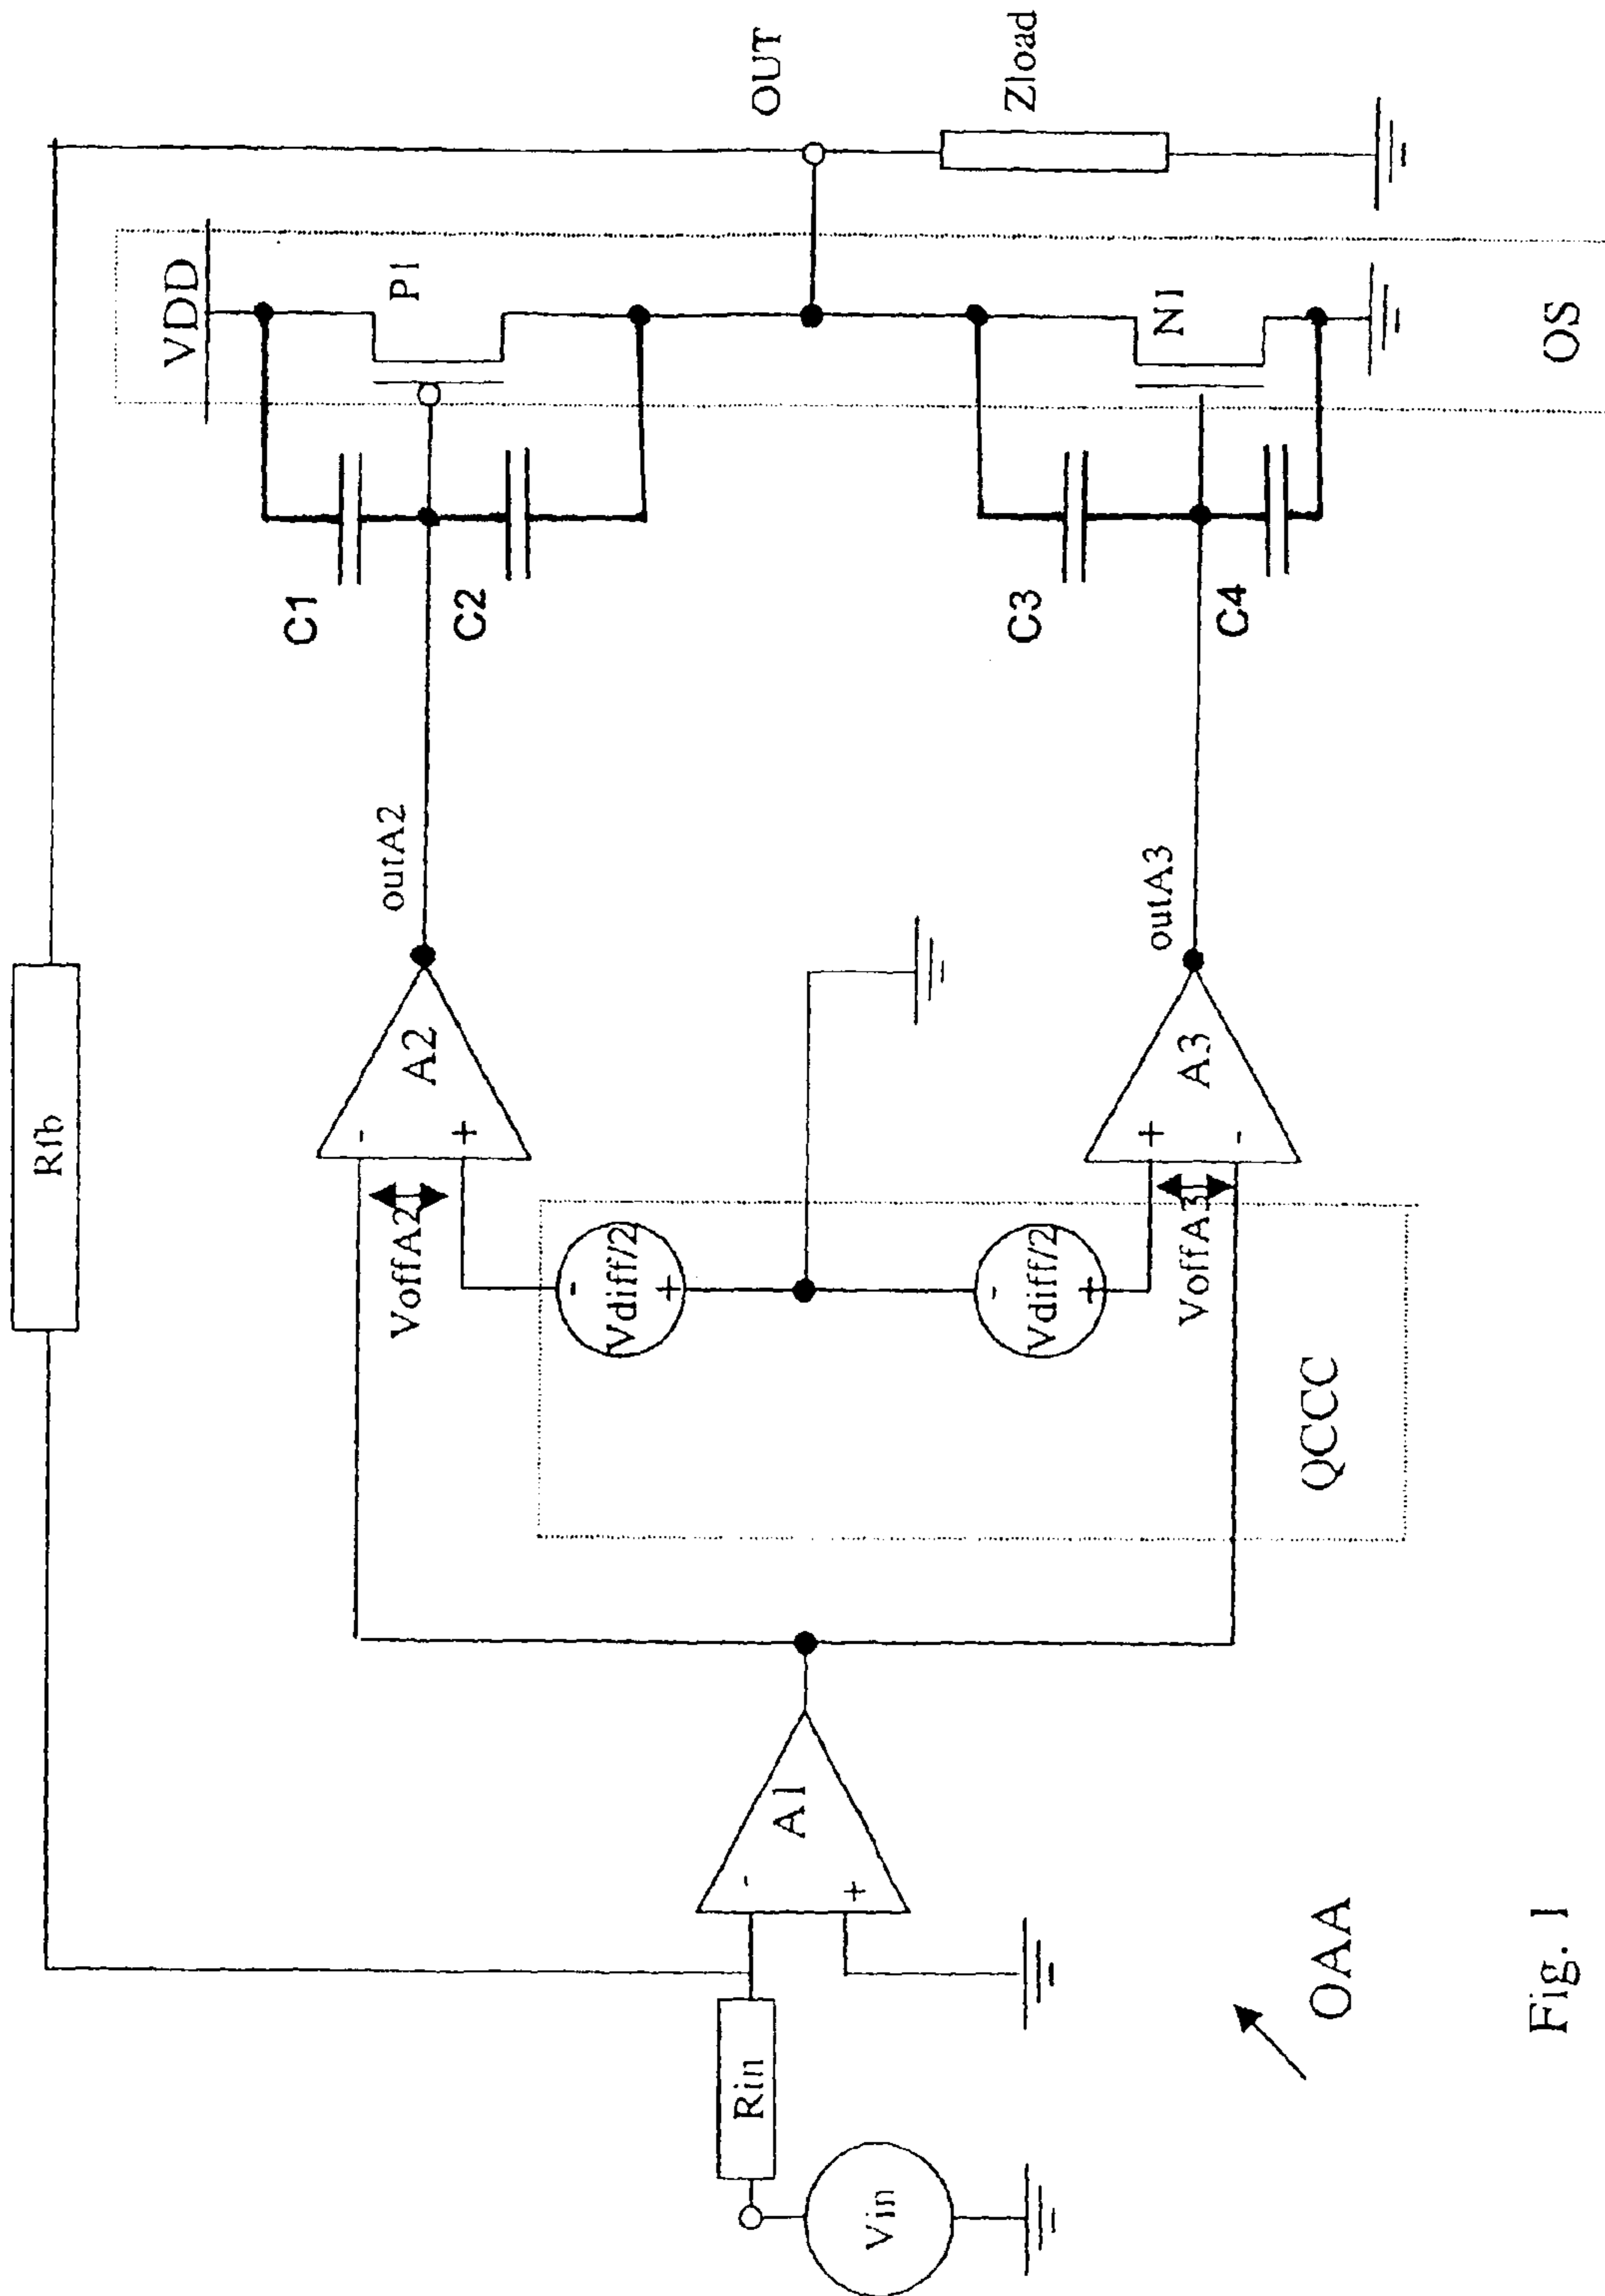 Rfb
VDD
P1
C1
C2
OUT
Zload
outA2
A2
-
+
VoffA2
-
Vdiff/2
+
-
Vdiff/2
+
+
-
VoffA3
A3
outA3
C3
C4
N1
OS
QCCC
A1
-
+
Rin
Vin
OAA
Fig. 1